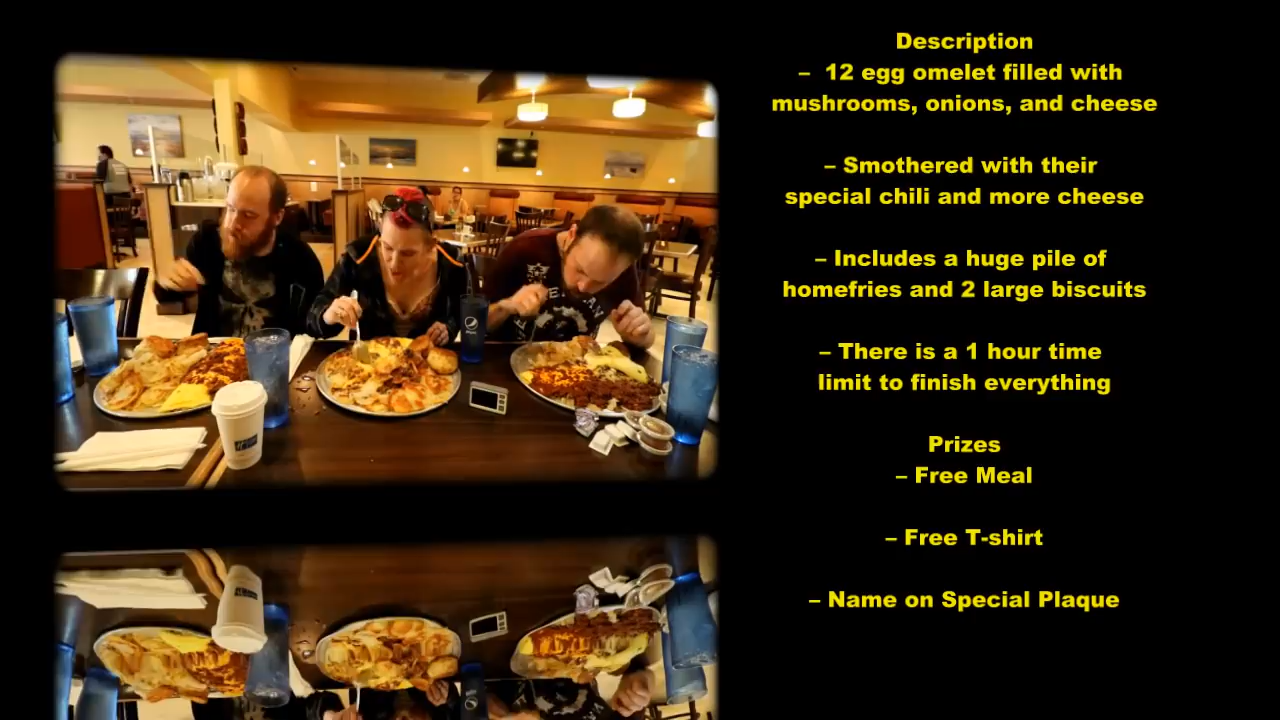 Description
– 12 egg omelet filled with
mushrooms, onions, and cheese
– Smothered with their
special chili and more cheese
– Includes a huge pile of
homefries and 2 large biscuits
– There is a 1 hour time
limit to finish everything
Prizes
– Free Meal
– Free T-shirt
– Name on Special Plaque